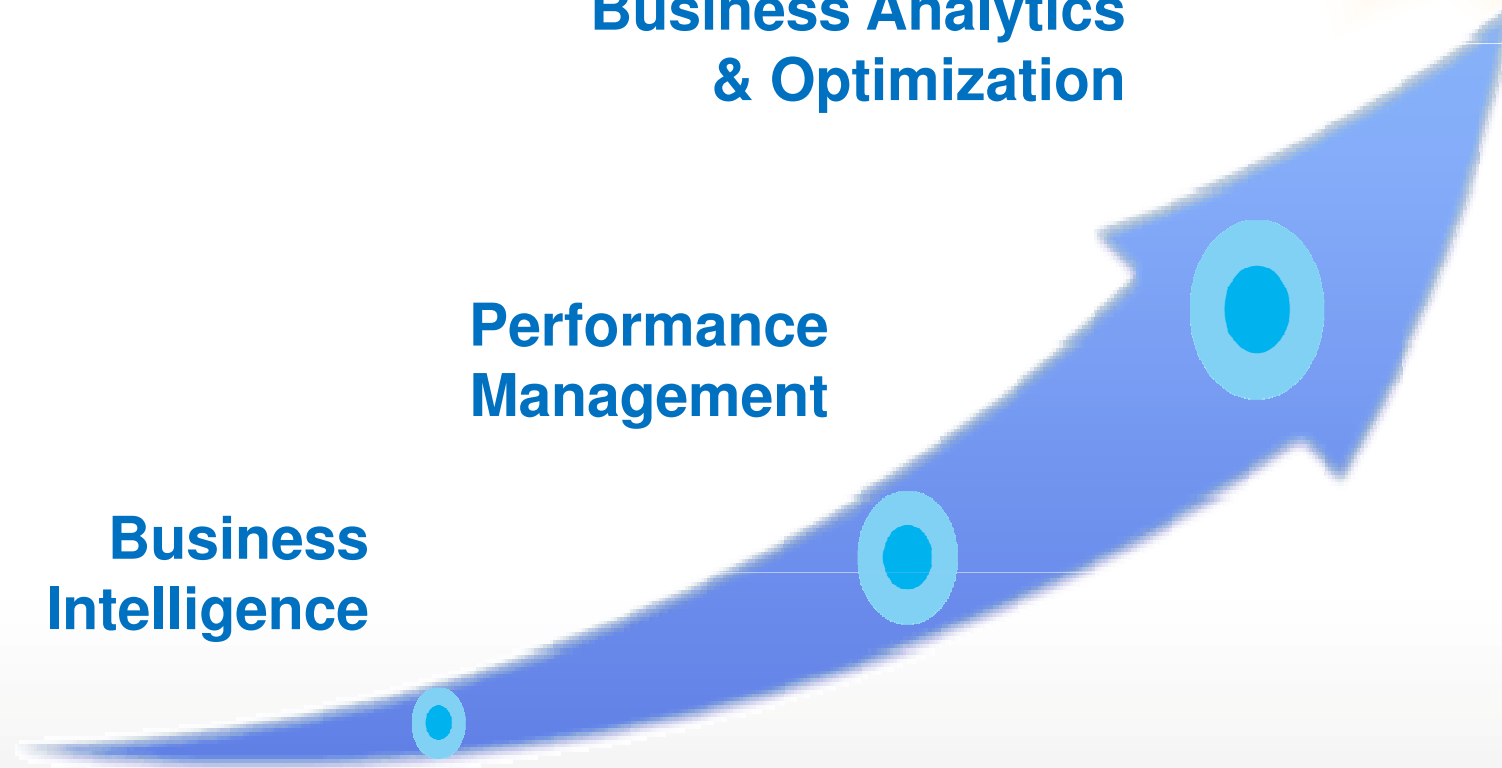 Business Analytics
& Optimization
Performance
Management
Business
Intelligence